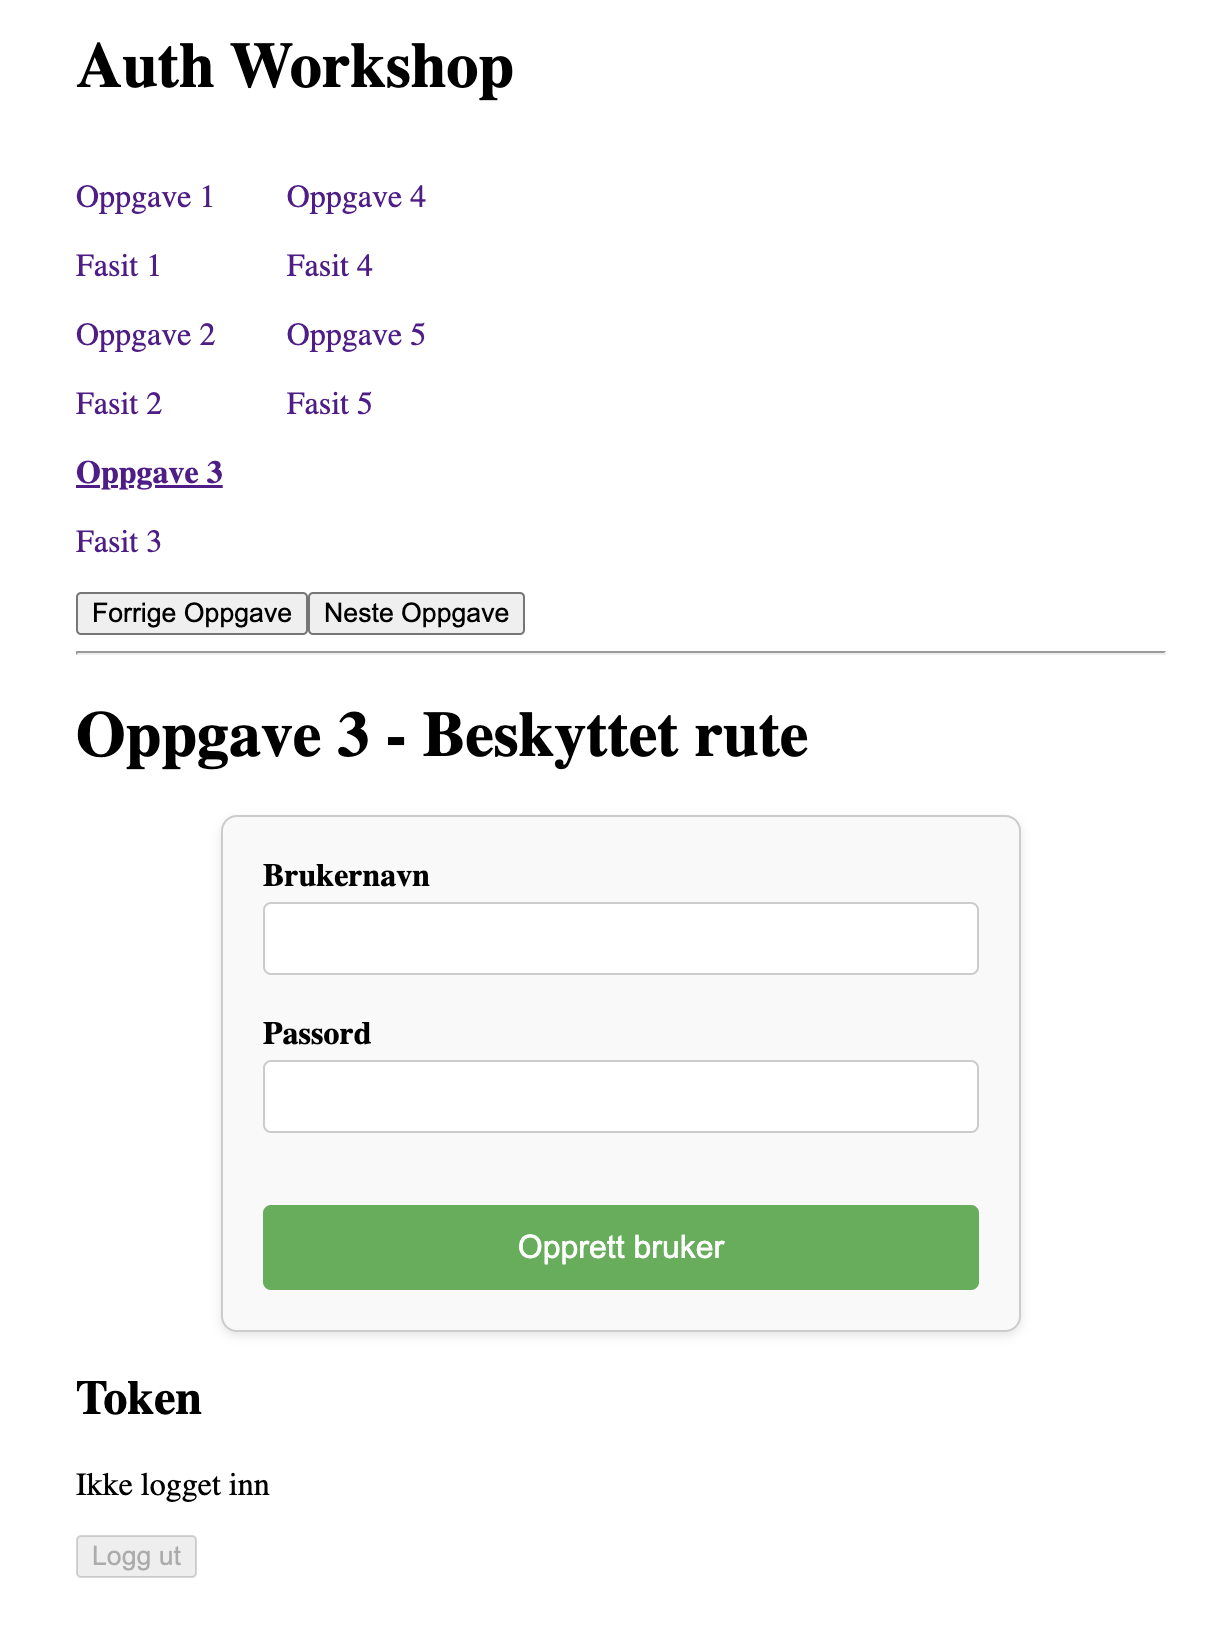 Auth Workshop
Oppgave 1
Fasit 1
Oppgave 2
Fasit 2
Oppgave 3
Fasit 3
Oppgave 4
Fasit 4
Oppgave 5
Fasit 5
Forrige Oppgave
Neste Oppgave
Oppgave 3 - Beskyttet rute
Brukernavn
Passord
Opprett bruker
Token
Ikke logget inn
Logg ut